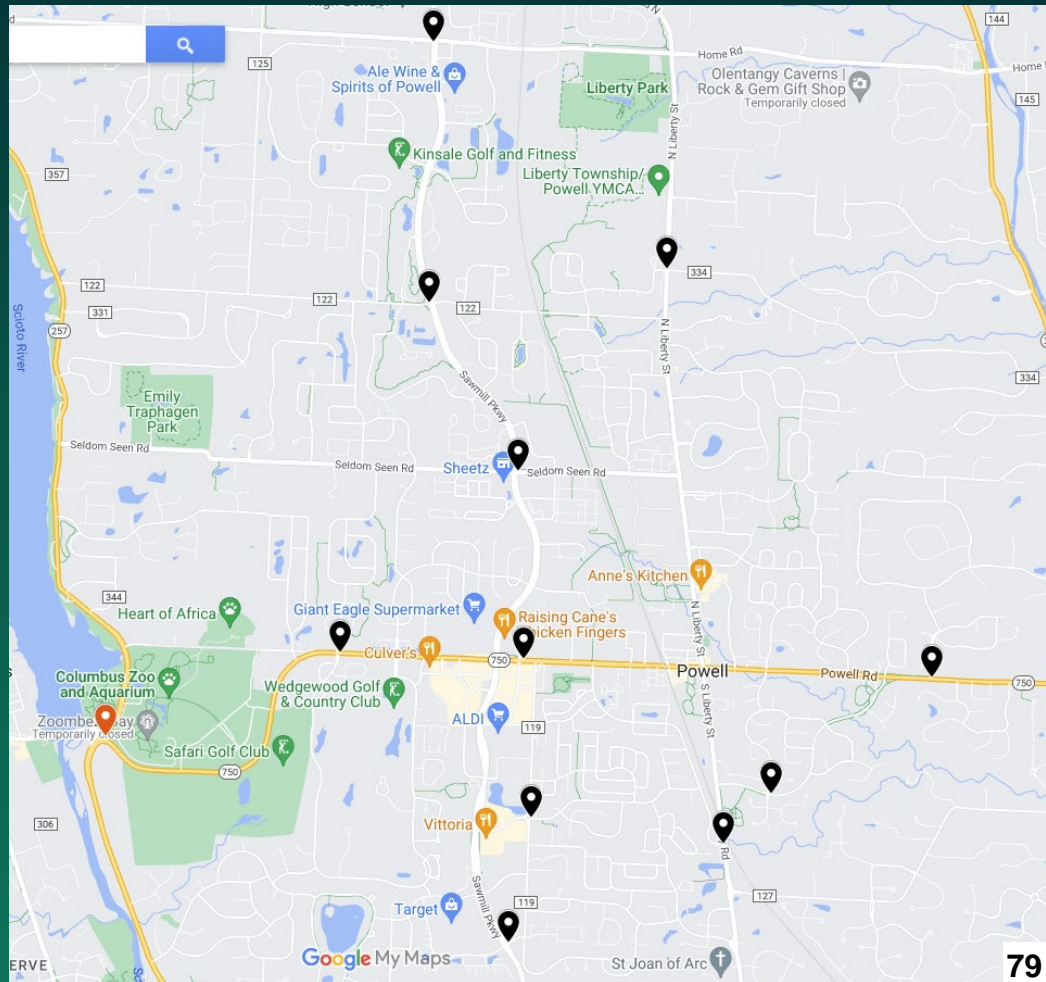 144
Home Rd
Home
125
Ale Wine &
Spirits of Powell
Liberty Park
Olentangy Caverns |
Rock & Gem Gift Shop
Temporarily closed
145
N Liberty St
Kinsale Golf and Fitness
357
Liberty Township/
Powell YMCA...
334
122
122
122
331
Scioto River
257
N Liberty St
Sawmill Pkwy
334
Emily
Traphagen
Park
Seldom Seen Rd
Seldom Seen Rd
Sheetz
Seldom Seen Rd
Anne's Kitchen
344
Heart of Africa
Giant Eagle Supermarket
Raising Cane's
Chicken Fingers
N Liberty St
Culver's
750
Powell
Powell Rd
750
Columbus Zoo
and Aquarium
Wedgewood Golf
& Country Club
S Liberty St
Temporarily closed
ALDI
119
Safari Golf Club
750
306
Vittoria
Rd
127
Target
Sawmill Pkwy
119
Google My Maps
St Joan of Arc
ERVE
79